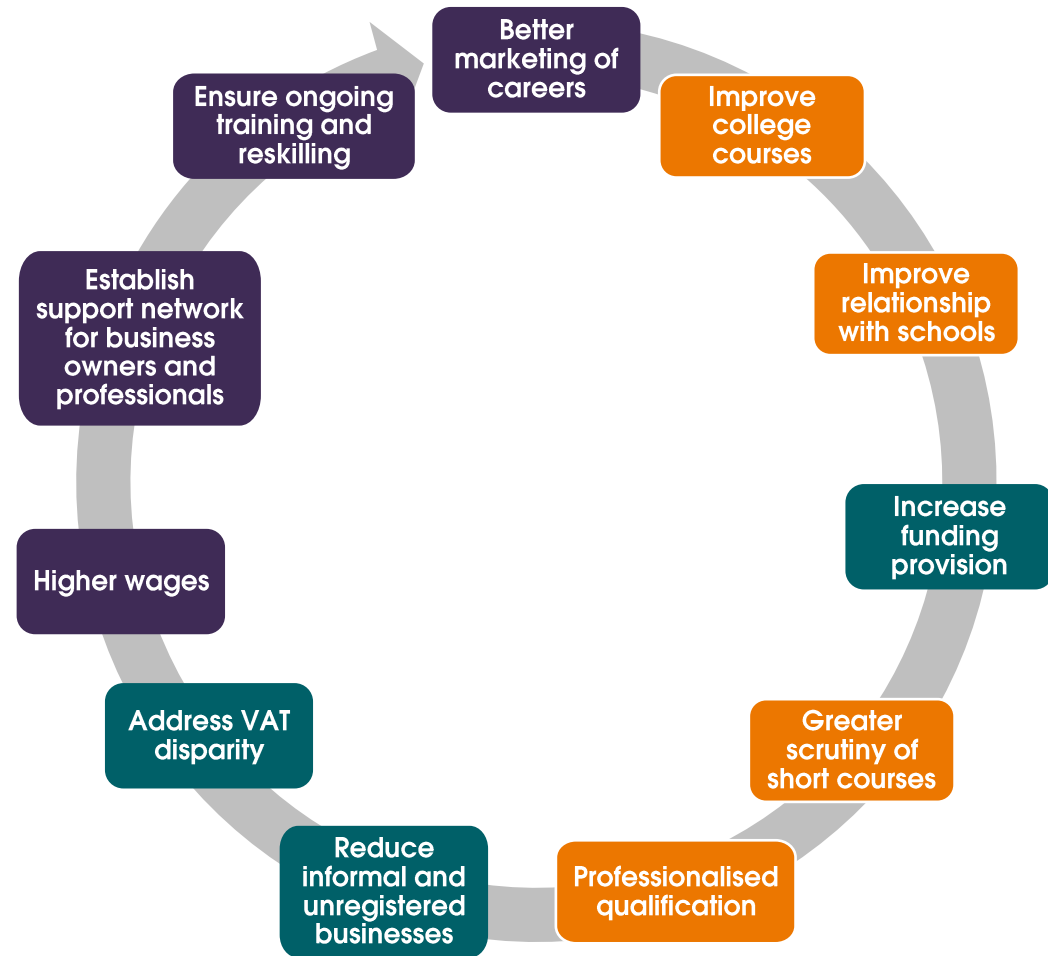 Better
marketing of
careers
Improve
college
courses
Improve
relationship
with schools
Increase
funding
provision
Greater
scrutiny of
short courses
Professionalised
qualification
Reduce
informal and
unregistered
businesses
Address VAT
disparity
Higher wages
Establish
support network
for business
owners and
professionals
Ensure ongoing
training and
reskilling